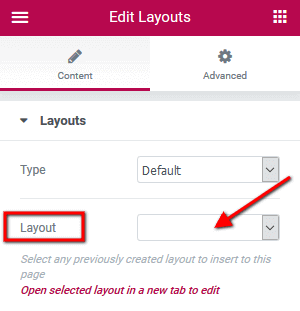 Edit Layouts
Content Advanced
Layouts
Type Default
Layout
Select any previously created layout to insert to this
page
Open selected layout in a new tab to edit